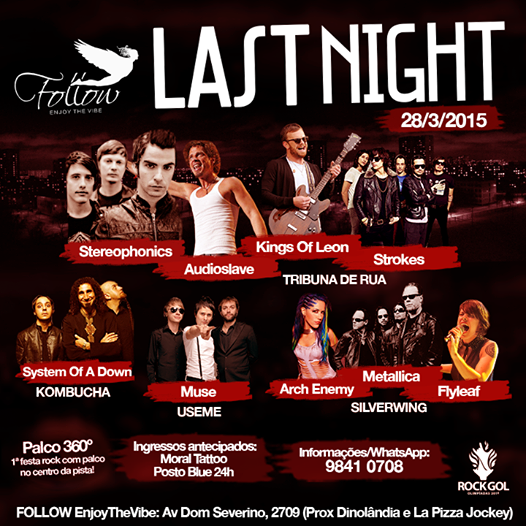 Follow
ENJOY THE VIBE
LAST NIGHT
28/3/2015
Stereophonics
Audioslave
Kings Of Leon
Strokes
TRIBUNA DE RUA
System Of A Down
KOMBUCHA
Muse
USEME
Arch Enemy
Metallica
Flyleaf
SILVERWING
Palco 360º
1ª festa rock com palco
no centro da pista!
Ingressos antecipados:
Moral Tattoo
Posto Blue 24h
Informações/WhatsApp:
9841 0708
ROCKGOL
FOLLOW EnjoyTheVibe: Av Dom Severino, 2709 (Prox Dinolândia e La Pizza Jockey)